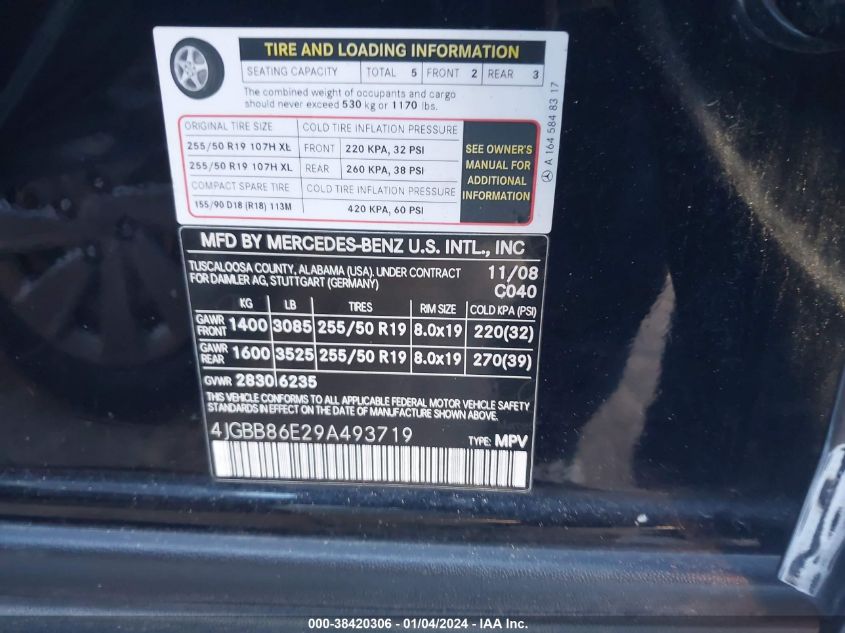 TIRE AND LOADING INFORMATION
SEATING CAPACITY TOTAL 5 FRONT 2 REAR 3
The combined weight of occupants and cargo
should never exceed 530 kg or 1170 lbs.
ORIGINAL TIRE SIZE COLD TIRE INFLATION PRESSURE
255/50 R19 107H XL FRONT 220 KPA, 32 PSI
255/50 R19 107H XL REAR 260 KPA, 38 PSI
COMPACT SPARE TIRE COLD TIRE INFLATION PRESSURE
155/90 D18 (R18) 113M 420 KPA, 60 PSI
SEE OWNER'S
MANUAL FOR
ADDITIONAL
INFORMATION
A 164 584 83 17
MFD BY MERCEDES-BENZ U.S. INTL., INC
TUSCALOOSA COUNTY, ALABAMA (USA). UNDER CONTRACT
FOR DAIMLER AG, STUTTGART (GERMANY)
11/08
C040
KG LB TIRES RIM SIZE COLD KPA (PSI)
GAWR FRONT 1400 3085 255/50 R19 8.0x19 220(32)
GAWR REAR 1600 3525 255/50 R19 8.0x19 270(39)
GVWR 2830 6235
THIS VEHICLE CONFORMS TO ALL APPLICABLE FEDERAL MOTOR VEHICLE SAFETY
STANDARDS IN EFFECT ON THE DATE OF MANUFACTURE SHOWN ABOVE.
4JGBB86E29A493719 TYPE: MPV
000-38420306 - 01/04/2024 - IAAI.com